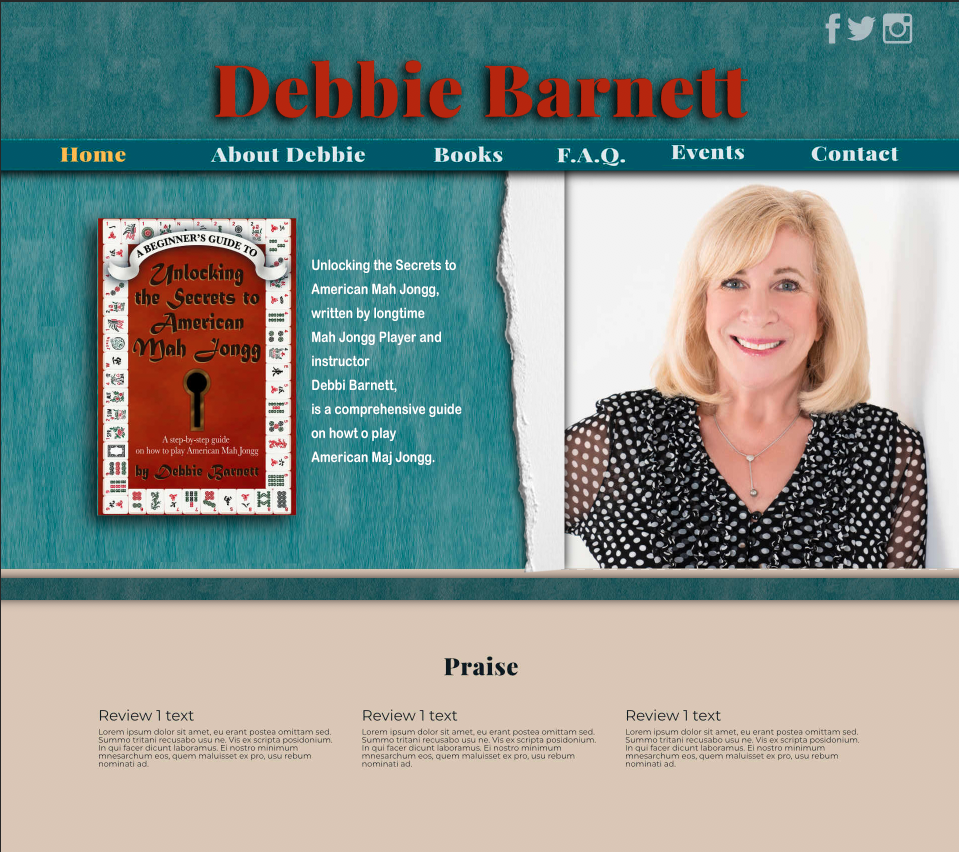 Debbie Barnett
Home About Debbie Books F.A.Q. Events Contact
A BEGINNER'S GUIDE TO
Unlocking
the Secrets to
American
Mah Jongg
A step-by-step guide
on how to play American Mah Jongg
by Debbie Barnett
Unlocking the Secrets to
American Mah Jongg,
written by longtime
Mah Jongg Player and
instructor
Debbi Barnett,
is a comprehensive guide
on howt o play
American Maj Jongg.
Praise
Review 1 text
Lorem ipsum dolor sit amet, eu erant postea omittam sed.
Summo tritani recusabo usu ne. Vis ex scripta posidonium.
In qui facer dicunt laboramus. Ei nostro minimum
mnesarchum eos, quem maluisset ex pro, usu rebum
nominati ad.
Review 1 text
Lorem ipsum dolor sit amet, eu erant postea omittam sed.
Summo tritani recusabo usu ne. Vis ex scripta posidonium.
In qui facer dicunt laboramus. Ei nostro minimum
mnesarchum eos, quem maluisset ex pro, usu rebum
nominati ad.
Review 1 text
Lorem ipsum dolor sit amet, eu erant postea omittam sed.
Summo tritani recusabo usu ne. Vis ex scripta posidonium.
In qui facer dicunt laboramus. Ei nostro minimum
mnesarchum eos, quem maluisset ex pro, usu rebum
nominati ad.